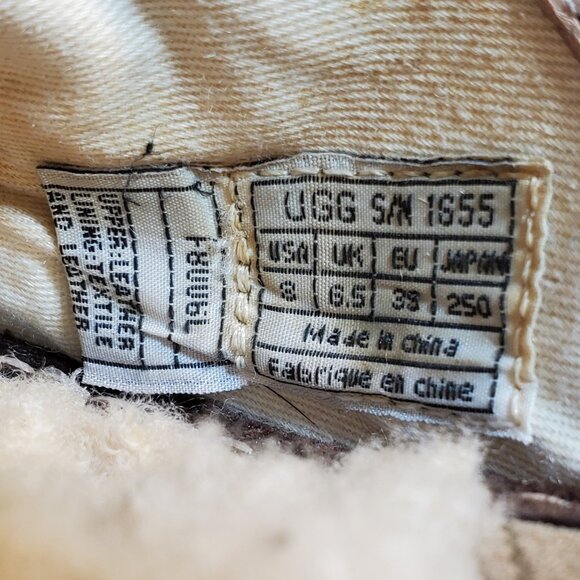 UGG S/N 1655
USA UK EU JAPAN
8 6.5 39 250
Made in China
Fabrique en Chine
UPPER: LEATHER
LINING: TEXTILE
AND LEATHER